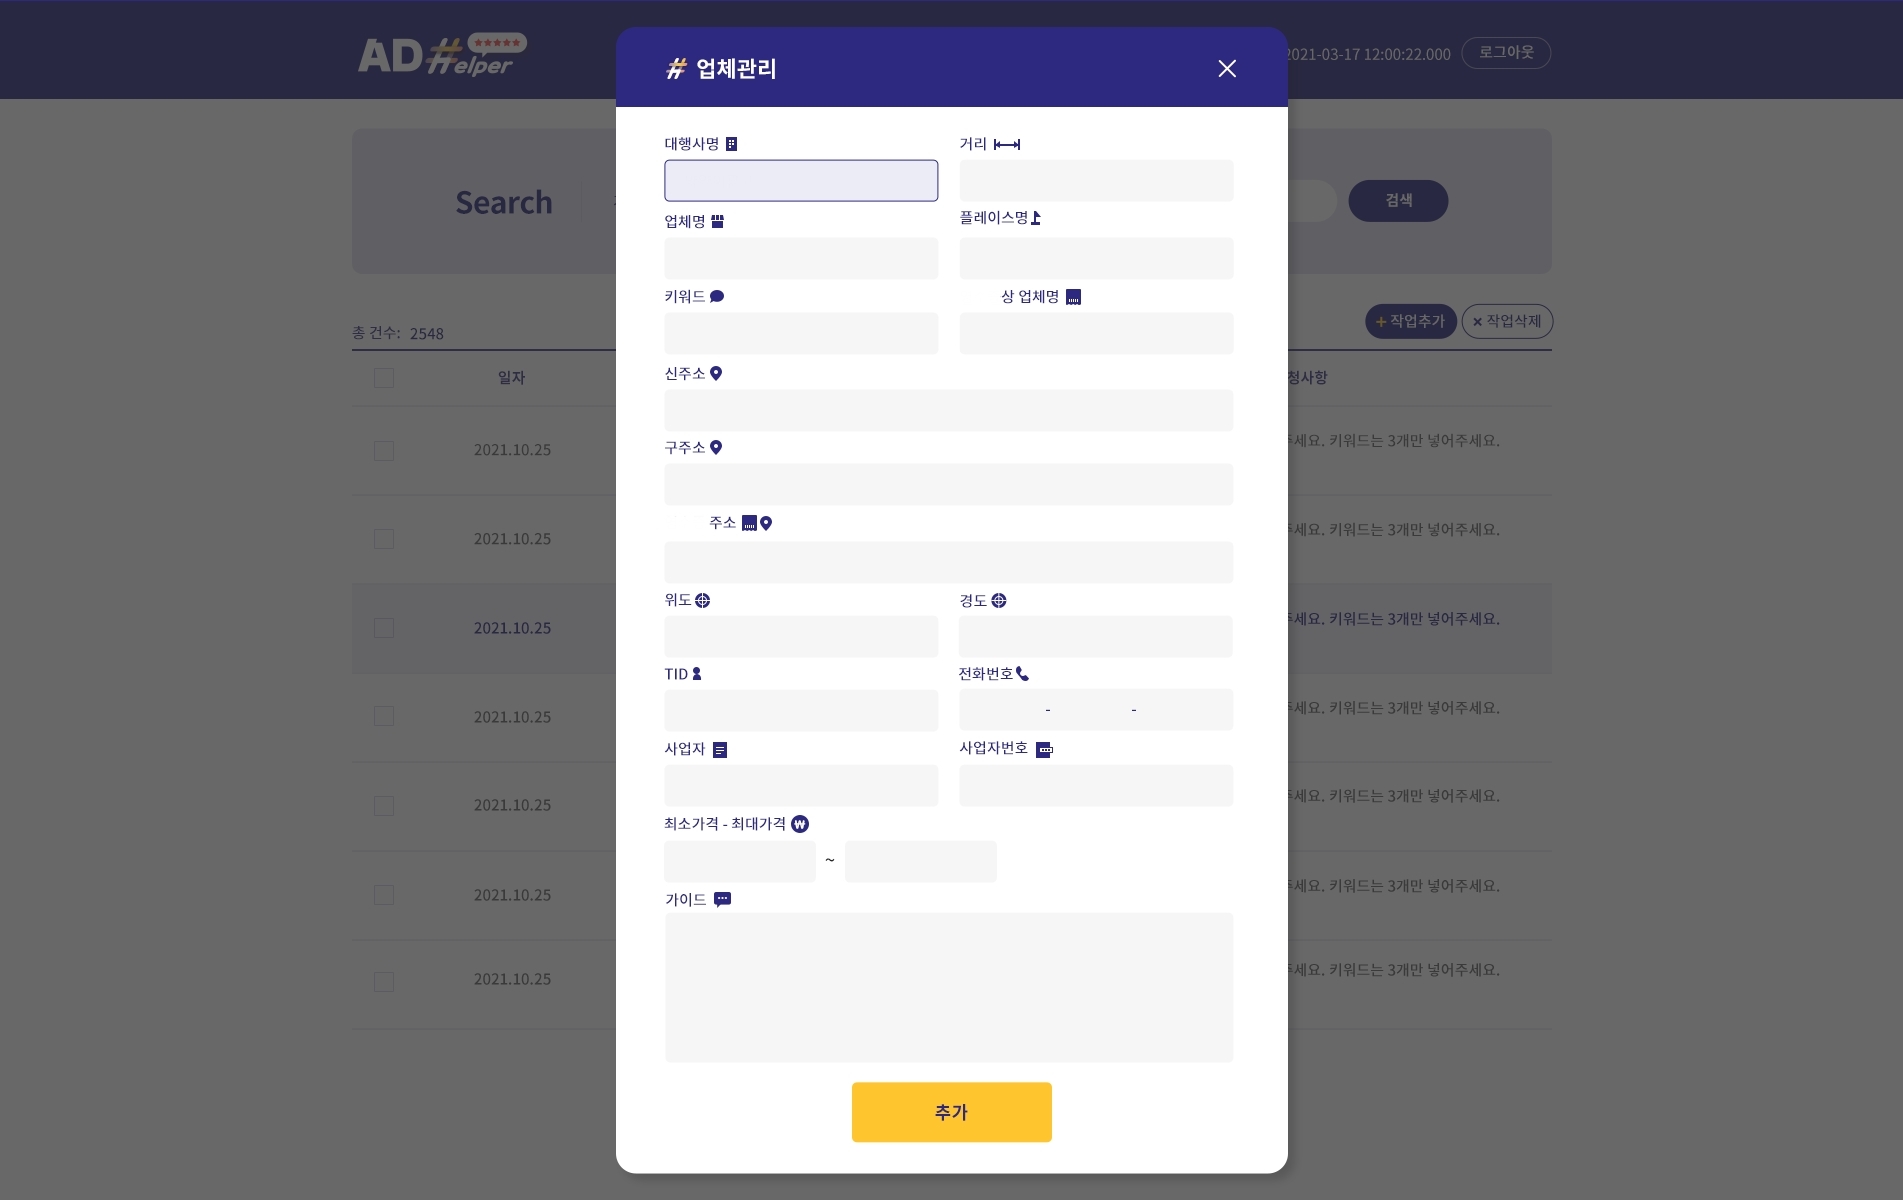 AD #elper
2021-03-17 12:00:22.000
로그아웃
# 업체관리
Search
검색
총 건수: 2548
+ 작업추가
× 작업삭제
일자
청사항
2021.10.25
주세요. 키워드는 3개만 넣어주세요.
2021.10.25
주세요. 키워드는 3개만 넣어주세요.
2021.10.25
주세요. 키워드는 3개만 넣어주세요.
2021.10.25
주세요. 키워드는 3개만 넣어주세요.
2021.10.25
주세요. 키워드는 3개만 넣어주세요.
2021.10.25
주세요. 키워드는 3개만 넣어주세요.
2021.10.25
주세요. 키워드는 3개만 넣어주세요.
대행사명
거리
업체명
플레이스명
키워드
상 업체명
신주소
구주소
주소
위도
경도
TID
전화번호
- -
사업자
사업자번호
최소가격 - 최대가격
~
가이드
추가